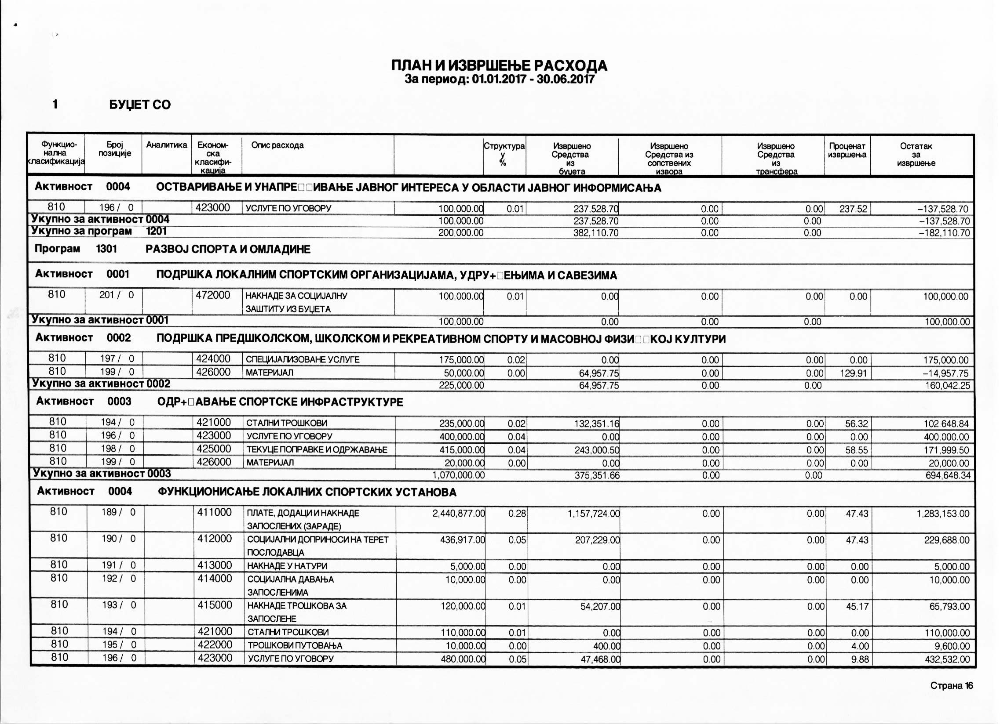 ПЛАН И ИЗВРШЕЊЕ РАСХОДА
За период: 01.01.2017 - 30.06.2017
1 БУЏЕТ СО
Функцио- Број Аналитика Економ- Опис расхода Структура Извршено Извршено Извршено Проценат Остатак
нална позиције ска у Средства Средства из Средства извршења за
класификација класифи- % из сопствених из извршење
кација буџета извора трансфера
Активност 0004 ОСТВАРИВАЊЕ И УНАПРЕ□□ИВАЊЕ ЈАВНОГ ИНТЕРЕСА У ОБЛАСТИ ЈАВНОГ ИНФОРМИСАЊА
810 196 / 0 423000 УСЛУГЕ ПО УГОВОРУ 100,000.00 0.01 237,528.70 0.00 0.00 237.52 –137,528.70
Укупно за активност 0004 100,000.00 237,528.70 0.00 0.00 –137,528.70
Укупно за програм 1201 200,000.00 382,110.70 0.00 0.00 –182,110.70
Програм 1301 РАЗВОЈ СПОРТА И ОМЛАДИНЕ
Активност 0001 ПОДРШКА ЛОКАЛНИМ СПОРТСКИМ ОРГАНИЗАЦИЈАМА, УДРУ+□ЕЊИМА И САВЕЗИМА
810 201 / 0 472000 НАКНАДЕ ЗА СОЦИЈАЛНУ 100,000.00 0.01 0.00 0.00 0.00 0.00 100,000.00
ЗАШТИТУ ИЗ БУЏЕТА
Укупно за активност 0001 100,000.00 0.00 0.00 0.00 100,000.00
Активност 0002 ПОДРШКА ПРЕДШКОЛСКОМ, ШКОЛСКОМ И РЕКРЕАТИВНОМ СПОРТУ И МАСОВНОЈ ФИЗИ□□КОЈ КУЛТУРИ
810 197 / 0 424000 СПЕЦИЈАЛИЗОВАНЕ УСЛУГЕ 175,000.00 0.02 0.00 0.00 0.00 0.00 175,000.00
810 199 / 0 426000 МАТЕРИЈАЛ 50,000.00 0.00 64,957.75 0.00 0.00 129.91 –14,957.75
Укупно за активност 0002 225,000.00 64,957.75 0.00 0.00 160,042.25
Активност 0003 ОДР+□АВАЊЕ СПОРТСКЕ ИНФРАСТРУКТУРЕ
810 194 / 0 421000 СТАЛНИ ТРОШКОВИ 235,000.00 0.02 132,351.16 0.00 0.00 56.32 102,648.84
810 196 / 0 423000 УСЛУГЕ ПО УГОВОРУ 400,000.00 0.04 0.00 0.00 0.00 0.00 400,000.00
810 198 / 0 425000 ТЕКУЦЕ ПОПРАВКЕ И ОДРЖАВАЊЕ 415,000.00 0.04 243,000.50 0.00 0.00 58.55 171,999.50
810 199 / 0 426000 МАТЕРИЈАЛ 20,000.00 0.00 0.00 0.00 0.00 0.00 20,000.00
Укупно за активност 0003 1,070,000.00 375,351.66 0.00 0.00 694,648.34
Активност 0004 ФУНКЦИОНИСАЊЕ ЛОКАЛНИХ СПОРТСКИХ УСТАНОВА
810 189 / 0 411000 ПЛАТЕ, ДОДАЦИ И НАКНАДЕ 2,440,877.00 0.28 1,157,724.00 0.00 0.00 47.43 1,283,153.00
ЗАПОСЛЕНИХ (ЗАРАДЕ)
810 190 / 0 412000 СОЦИЈАЛНИ ДОПРИНОСИ НА ТЕРЕТ 436,917.00 0.05 207,229.00 0.00 0.00 47.43 229,688.00
ПОСЛОДАВЦА
810 191 / 0 413000 НАКНАДЕ У НАТУРИ 5,000.00 0.00 0.00 0.00 0.00 0.00 5,000.00
810 192 / 0 414000 СОЦИЈАЛНА ДАВАЊА 10,000.00 0.00 0.00 0.00 0.00 0.00 10,000.00
ЗАПОСЛЕНИМА
810 193 / 0 415000 НАКНАДЕ ТРОШКОВА ЗА 120,000.00 0.01 54,207.00 0.00 0.00 45.17 65,793.00
ЗАПОСЛЕНЕ
810 194 / 0 421000 СТАЛНИ ТРОШКОВИ 110,000.00 0.01 0.00 0.00 0.00 0.00 110,000.00
810 195 / 0 422000 ТРОШКОВИ ПУТОВАЊА 10,000.00 0.00 400.00 0.00 0.00 4.00 9,600.00
810 196 / 0 423000 УСЛУГЕ ПО УГОВОРУ 480,000.00 0.05 47,468.00 0.00 0.00 9.88 432,532.00
Страна 16